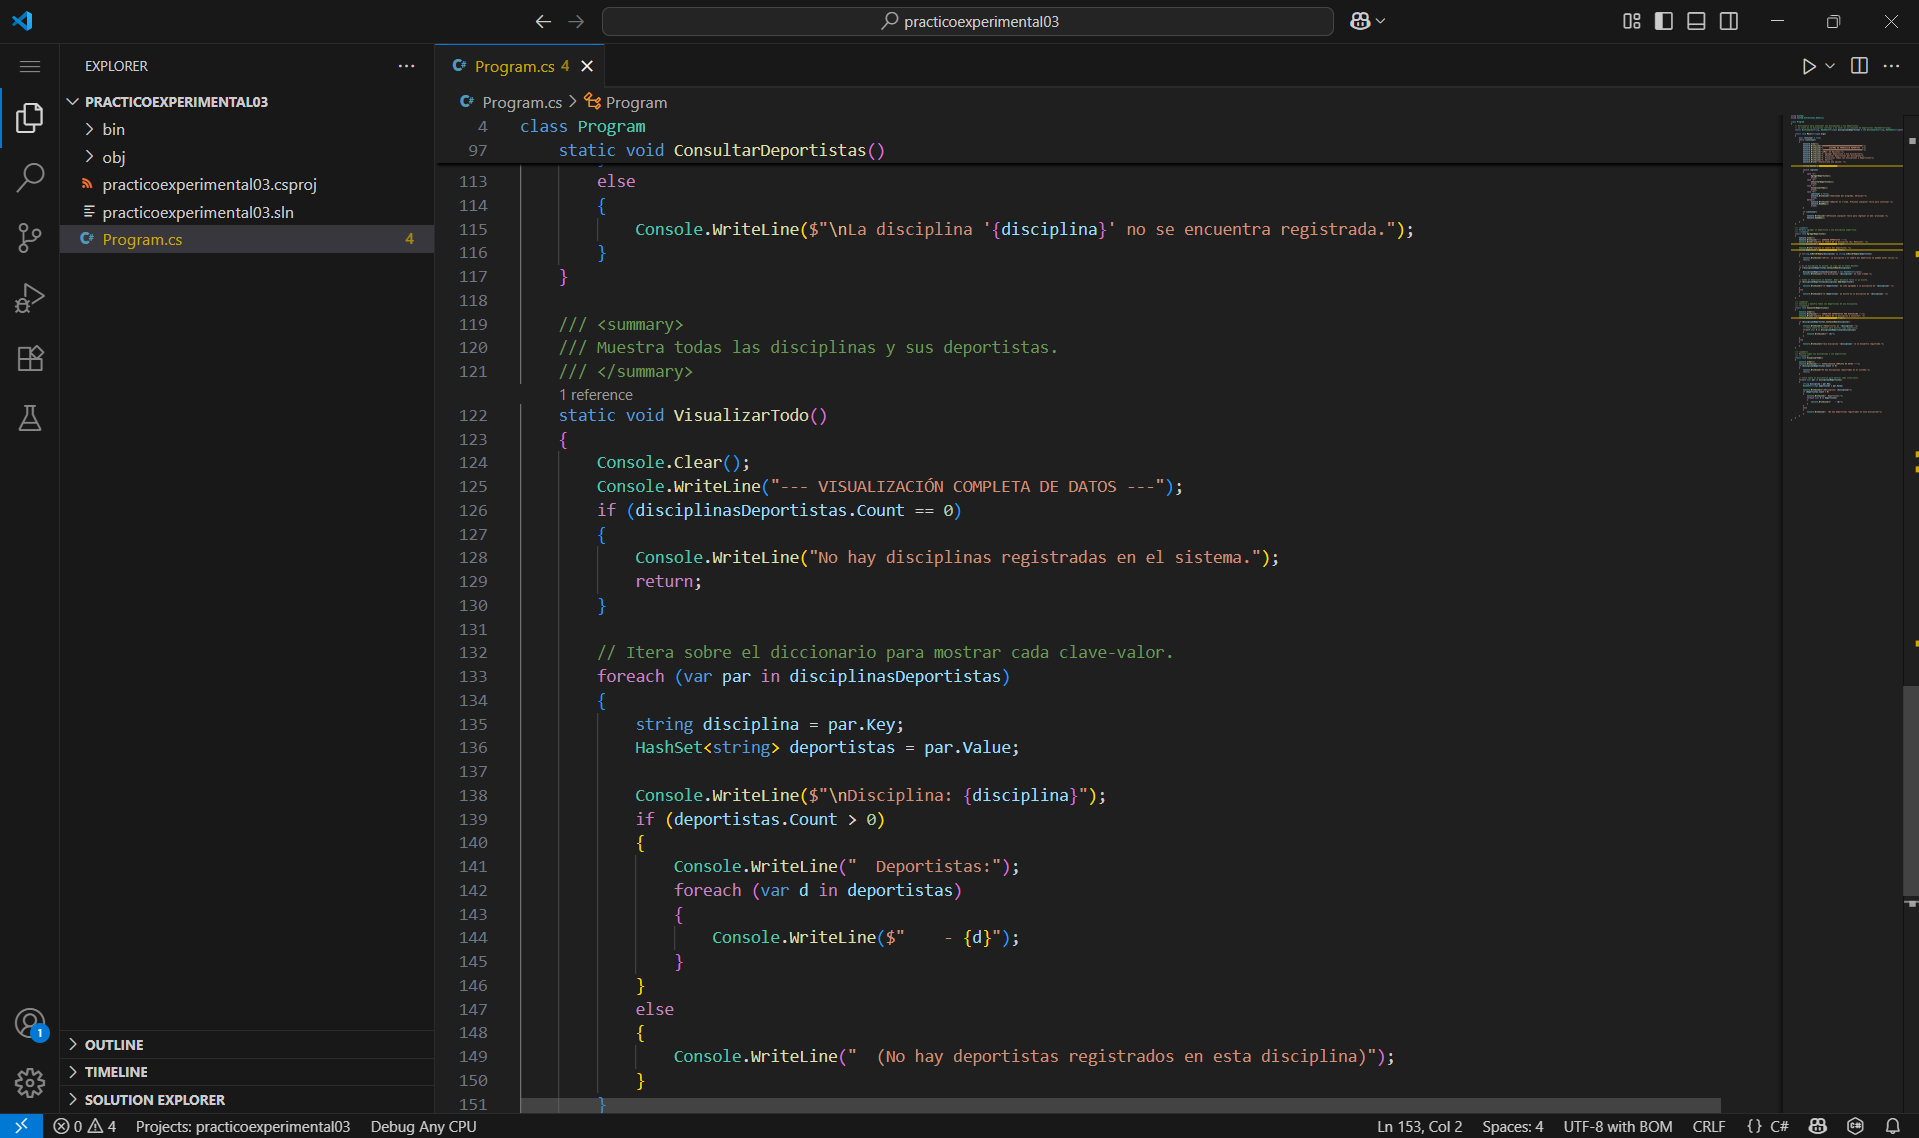 practicoexperimental03
EXPLORER
PRACTICOEXPERIMENTAL03
bin
obj
practicoexperimental03.csproj
practicoexperimental03.sln
Program.cs 4
OUTLINE
TIMELINE
SOLUTION EXPLORER
Program.cs 4
Program.cs > Program
4 class Program
97 static void ConsultarDeportistas()
113 else
114 {
115 Console.WriteLine($"\nLa disciplina '{disciplina}' no se encuentra registrada.");
116 }
117 }
118
119 /// <summary>
120 /// Muestra todas las disciplinas y sus deportistas.
121 /// </summary>
1 reference
122 static void VisualizarTodo()
123 {
124 Console.Clear();
125 Console.WriteLine("--- VISUALIZACIÓN COMPLETA DE DATOS ---");
126 if (disciplinasDeportistas.Count == 0)
127 {
128 Console.WriteLine("No hay disciplinas registradas en el sistema.");
129 return;
130 }
131
132 // Itera sobre el diccionario para mostrar cada clave-valor.
133 foreach (var par in disciplinasDeportistas)
134 {
135 string disciplina = par.Key;
136 HashSet<string> deportistas = par.Value;
137
138 Console.WriteLine($"\nDisciplina: {disciplina}");
139 if (deportistas.Count > 0)
140 {
141 Console.WriteLine("  Deportistas:");
142 foreach (var d in deportistas)
143 {
144 Console.WriteLine($"    - {d}");
145 }
146 }
147 else
148 {
149 Console.WriteLine("  (No hay deportistas registrados en esta disciplina)");
150 }
151 }
1
0 4 Projects: practicoexperimental03 Debug Any CPU Ln 153, Col 2 Spaces: 4 UTF-8 with BOM CRLF {} C#